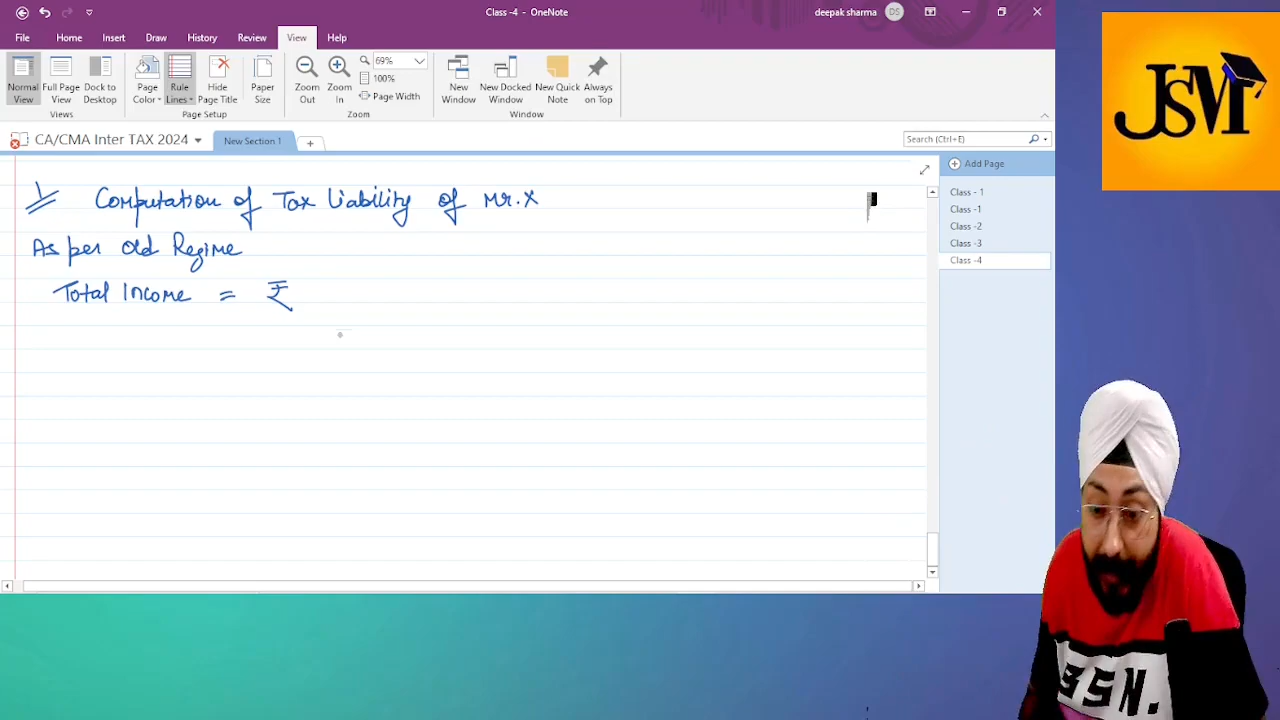 Class -4 - OneNote
deepak sharma DS
File Home Insert Draw History Review View Help
Normal View
Full Page View
Dock to Desktop
Page Color
Rule Lines
Hide Page Title
Paper Size
Zoom Out
Zoom In
69%
100%
Page Width
New Window
New Docked Window
New Quick Note
Always on Top
Views Page Setup Zoom Window
CA/CMA Inter TAX 2024 New Section 1 +
Search (Ctrl+E)
Add Page
Class - 1
Class -1
Class -2
Class -3
Class -4
1 Computation of Tax Liability of Mr. X
As per Old Regime
Total Income = ₹
JSM
BSN.